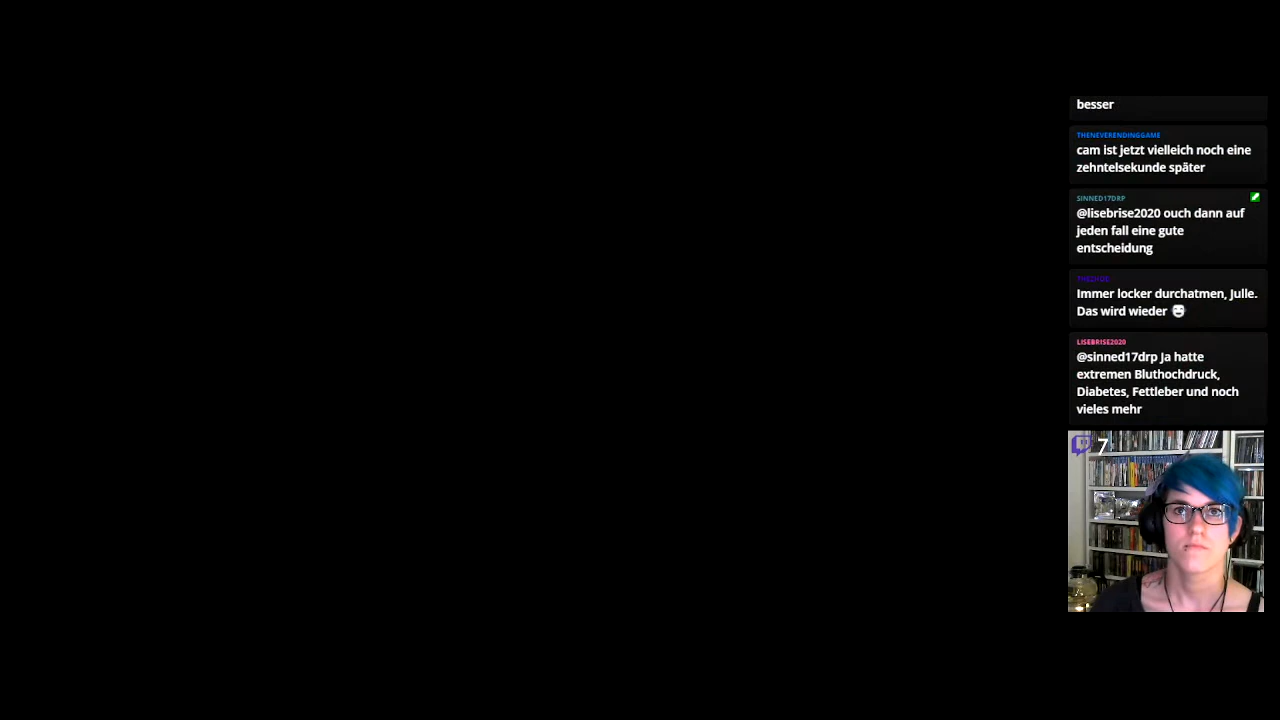 besser
THENEVERENDINGGAME
cam ist jetzt vielleich noch eine
zehntelsekunde später
SINNED17DRP
@lisebrise2020 ouch dann auf
jeden fall eine gute
entscheidung
Immer locker durchatmen, Julle.
Das wird wieder
LISEBRISE2020
@sinned17drp Ja hatte
extremen Bluthochdruck,
Diabetes, Fettleber und noch
vieles mehr
7